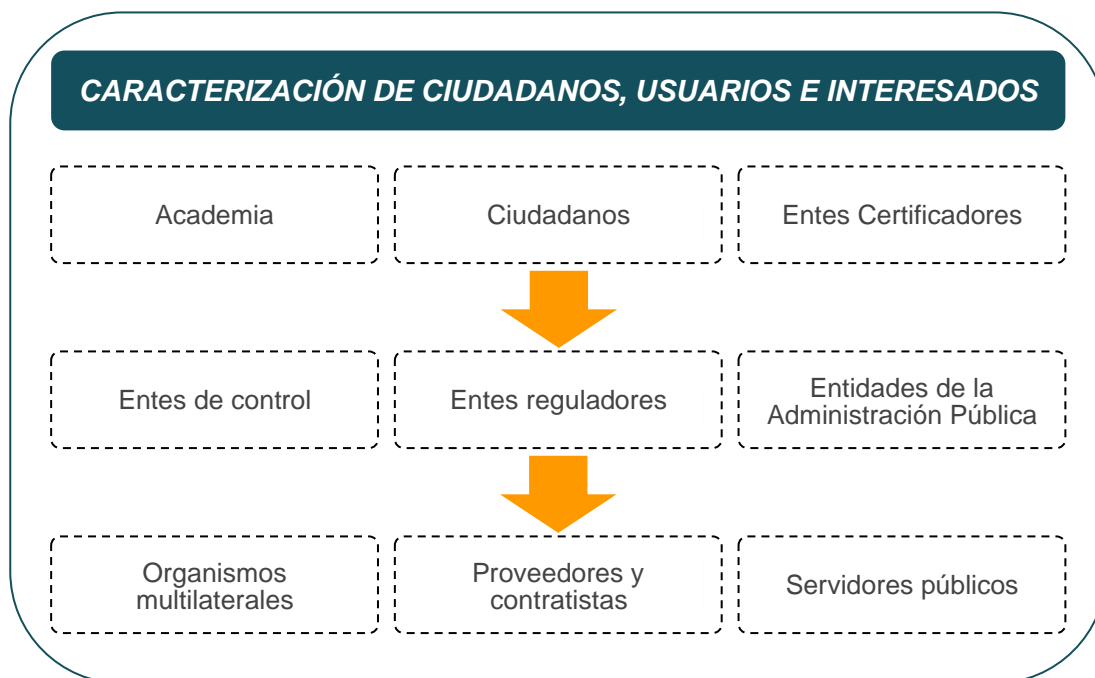 CARACTERIZACIÓN DE CIUDADANOS, USUARIOS E INTERESADOS
Academia
Ciudadanos
Entes Certificadores
Entes de control
Entes reguladores
Entidades de la
Administración Pública
Organismos
multilaterales
Proveedores y
contratistas
Servidores públicos